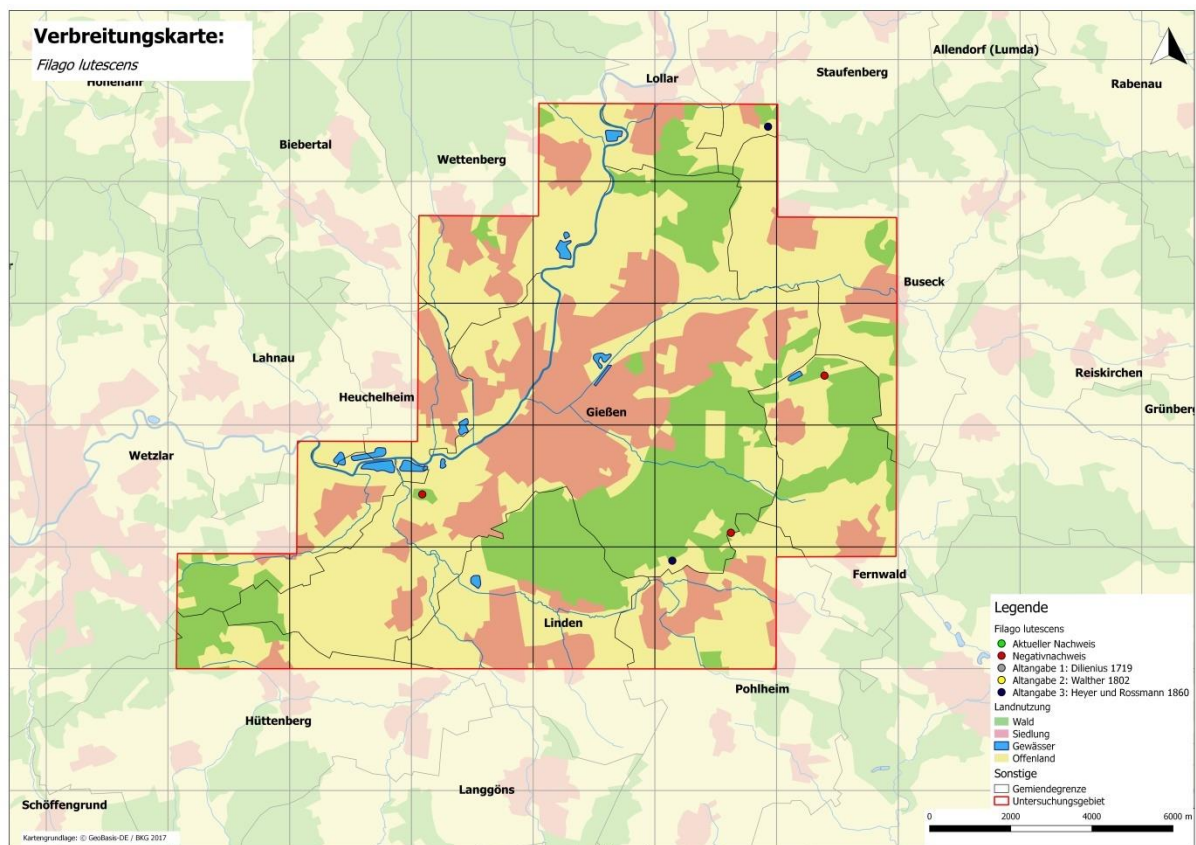 Verbreitungskarte:
Filago lutescens
Hohenahr
Biebertal
Wettenberg
Lollar
Staufenberg
Allendorf (Lumda)
Rabenau
Buseck
Lahnau
Heuchelheim
Reiskirchen
Grünberg
Gießen
Wetzlar
Fernwald
Linden
Pohlheim
Hüttenberg
Langgöns
Schöffengrund
Legende
Filago lutescens
Aktueller Nachweis
Negativnachweis
Altangabe 1: Dilienius 1719
Altangabe 2: Walther 1802
Altangabe 3: Heyer und Rossmann 1860
Landnutzung
Wald
Siedlung
Gewässer
Offenland
Sonstige
Gemiendegrenze
Untersuchungsgebiet
0 2000 4000 6000 m
Kartengrundlage: © GeoBasis-DE / BKG 2017